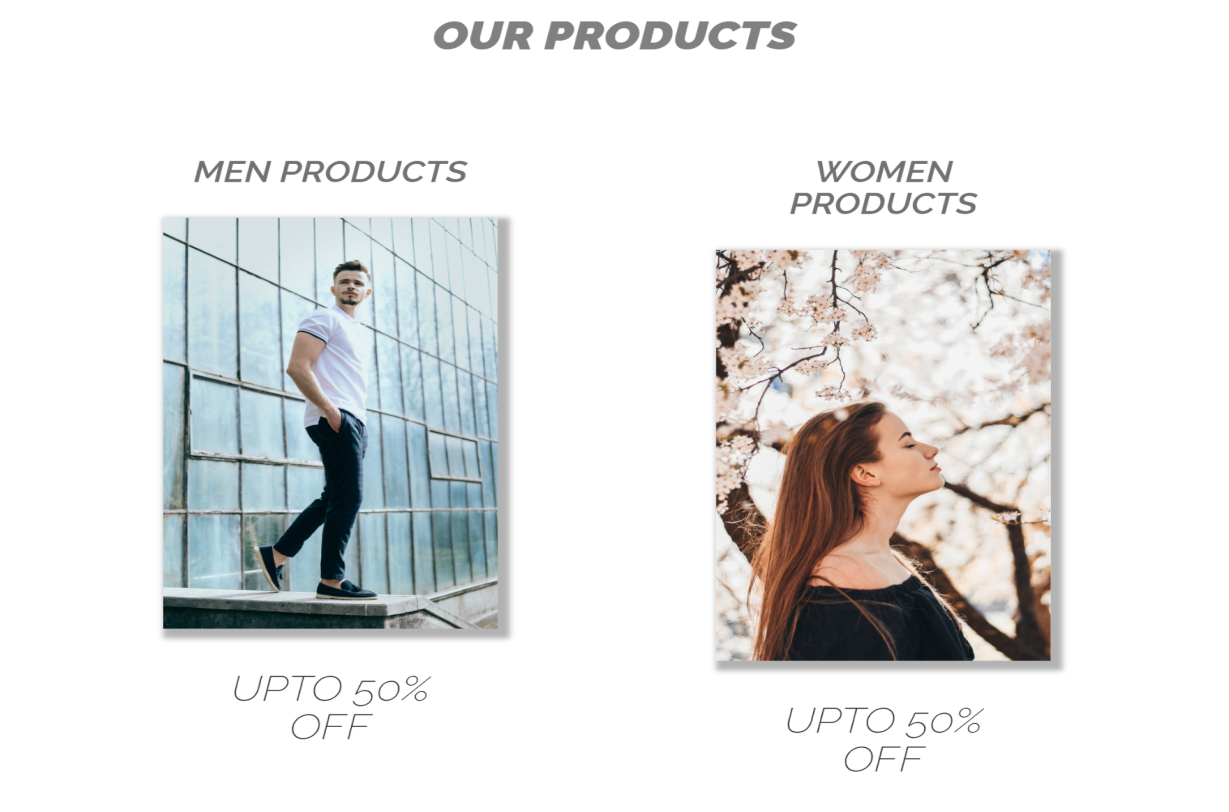 OUR PRODUCTS
MEN PRODUCTS
UPTO 50%
OFF
WOMEN
PRODUCTS
UPTO 50%
OFF